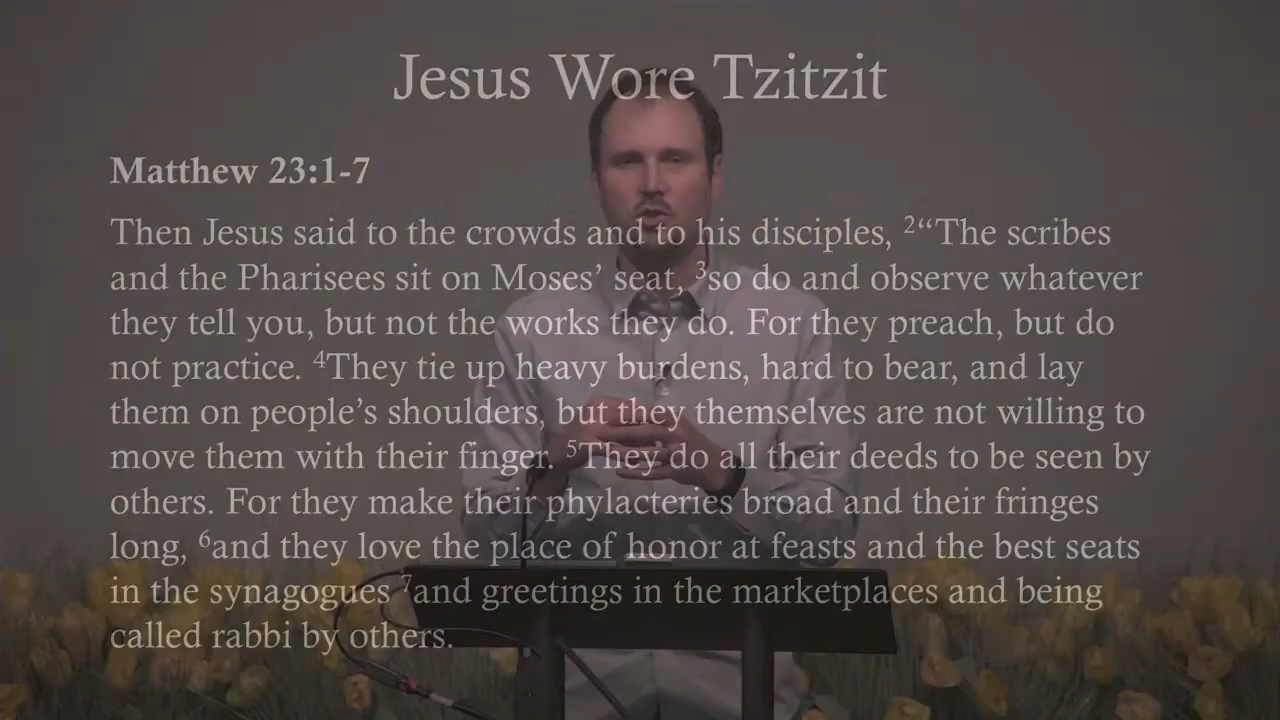 Jesus Wore Tzitzit
Matthew 23:1-7
Then Jesus said to the crowds and to his disciples, ²“The scribes
and the Pharisees sit on Moses’ seat, ³so do and observe whatever
they tell you, but not the works they do. For they preach, but do
not practice. ⁴They tie up heavy burdens, hard to bear, and lay
them on people’s shoulders, but they themselves are not willing to
move them with their finger. ⁵They do all their deeds to be seen by
others. For they make their phylacteries broad and their fringes
long, ⁶and they love the place of honor at feasts and the best seats
in the synagogues ⁷and greetings in the marketplaces and being
called rabbi by others.